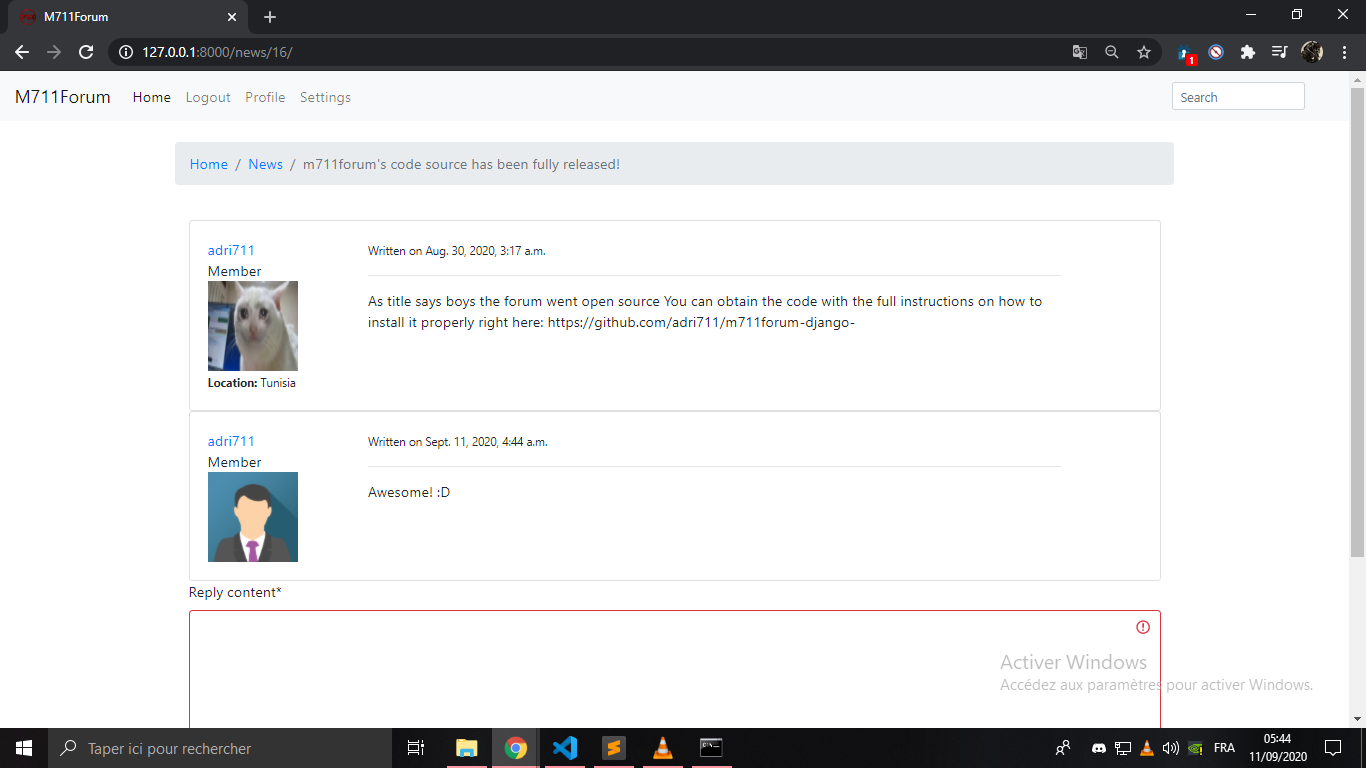 M711Forum
127.0.0.1:8000/news/16/
1
M711Forum Home Logout Profile Settings Search
Home / News / m711forum's code source has been fully released!
adri711
Member
Location: Tunisia
Written on Aug. 30, 2020, 3:17 a.m.
As title says boys the forum went open source You can obtain the code with the full instructions on how to
install it properly right here: https://github.com/adri711/m711forum-django-
adri711
Member
Written on Sept. 11, 2020, 4:44 a.m.
Awesome! :D
Reply content*
Activer Windows
Accédez aux paramètres pour activer Windows.
Taper ici pour rechercher
FRA
05:44
11/09/2020